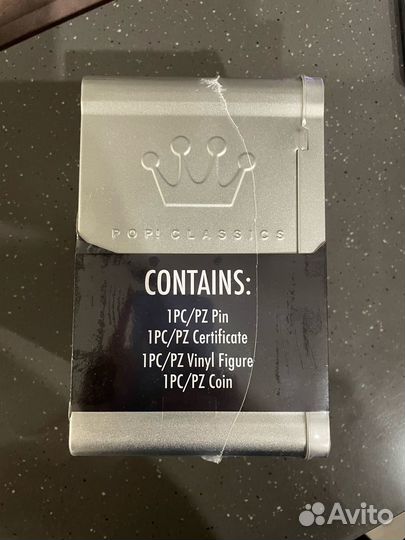 POP! CLASSICS
CONTAINS:
1PC/PZ Pin
1PC/PZ Certificate
1PC/PZ Vinyl Figure
1PC/PZ Coin
Avito